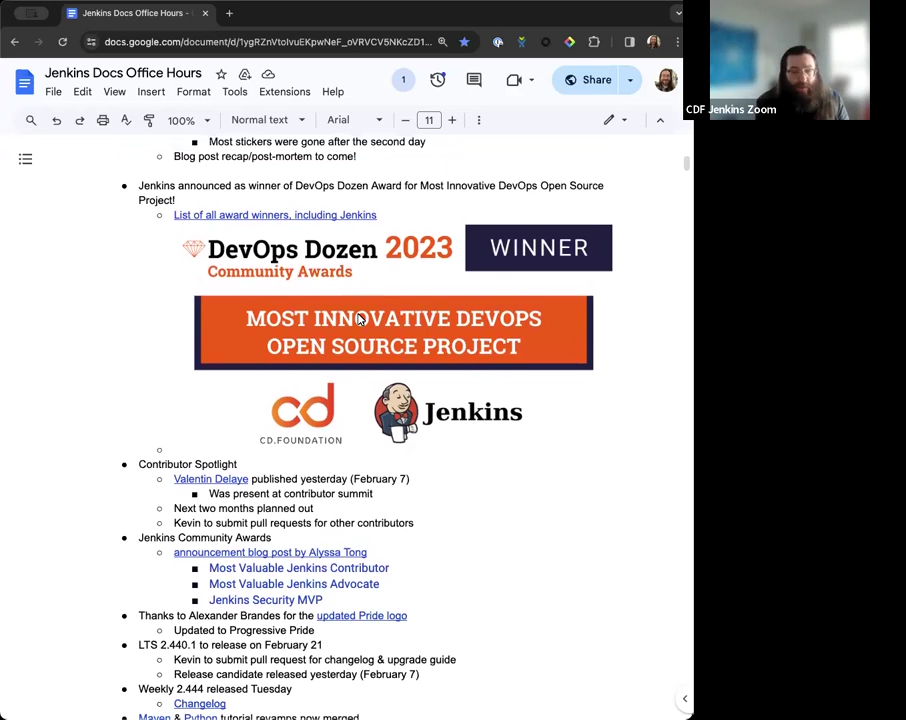 Jenkins Docs Office Hours -
docs.google.com/document/d/1ygRZnVtoIvuEKpwNeF_oVRVCV5NKcZD1...
Jenkins Docs Office Hours
1
Share
File Edit View Insert Format Tools Extensions Help
100% Normal text Arial 11
CDF Jenkins Zoom
Most stickers were gone after the second day
Blog post recap/post-mortem to come!
Jenkins announced as winner of DevOps Dozen Award for Most Innovative DevOps Open Source
Project!
List of all award winners, including Jenkins
DevOps Dozen 2023 WINNER
Community Awards
MOST INNOVATIVE DEVOPS
OPEN SOURCE PROJECT
cd Jenkins
CD.FOUNDATION
Contributor Spotlight
Valentin Delaye published yesterday (February 7)
Was present at contributor summit
Next two months planned out
Kevin to submit pull requests for other contributors
Jenkins Community Awards
announcement blog post by Alyssa Tong
Most Valuable Jenkins Contributor
Most Valuable Jenkins Advocate
Jenkins Security MVP
Thanks to Alexander Brandes for the updated Pride logo
Updated to Progressive Pride
LTS 2.440.1 to release on February 21
Kevin to submit pull request for changelog & upgrade guide
Release candidate released yesterday (February 7)
Weekly 2.444 released Tuesday
Changelog
Maven & Python tutorial revamps now merged